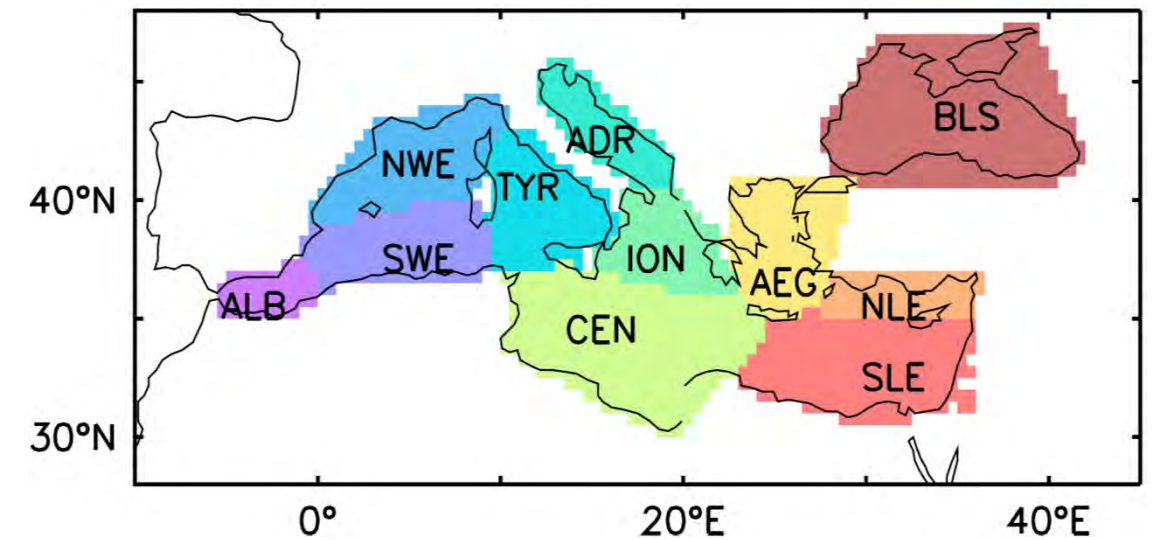 BLS
ADR
NWE
TYR
40°N
SWE
ION
AEG
ALB
NLE
CEN
SLE
30°N
0° 20°E 40°E